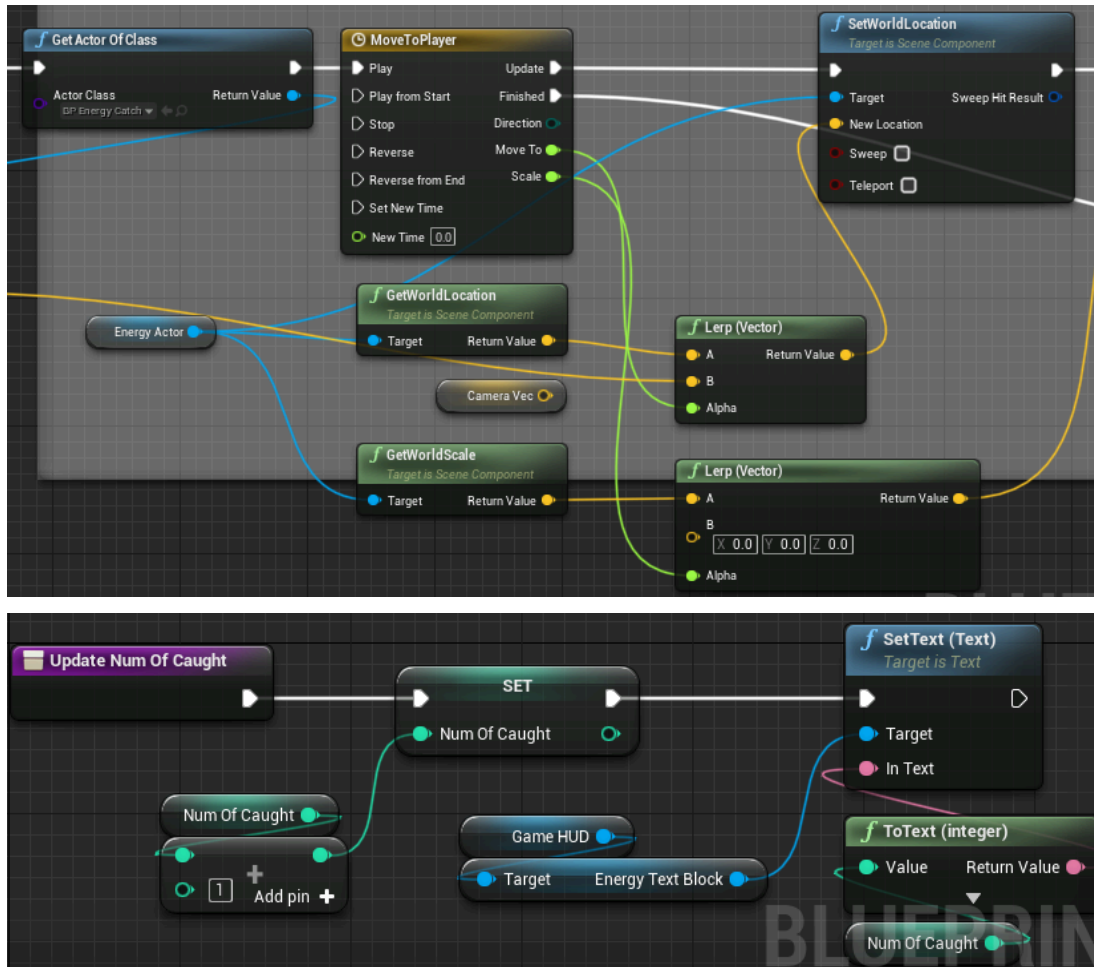 Get Actor Of Class
Actor Class
GP Energy Catch
Return Value
MoveToPlayer
Play
Update
Play from Start
Finished
Stop
Direction
Reverse
Move To
Reverse from End
Scale
Set New Time
New Time 0.0
SetWorldLocation
Target is Scene Component
Target
Sweep Hit Result
New Location
Sweep
Teleport
Energy Actor
GetWorldLocation
Target is Scene Component
Target
Return Value
Camera Vec
Lerp (Vector)
A
Return Value
B
Alpha
GetWorldScale
Target is Scene Component
Target
Return Value
Lerp (Vector)
A
Return Value
B
X 0.0 Y 0.0 Z 0.0
Alpha
Update Num Of Caught
SET
Num Of Caught
Num Of Caught
1
Add pin +
Game HUD
Target
Energy Text Block
SetText (Text)
Target is Text
Target
In Text
ToText (integer)
Value
Return Value
Num Of Caught
BLUEPRIN